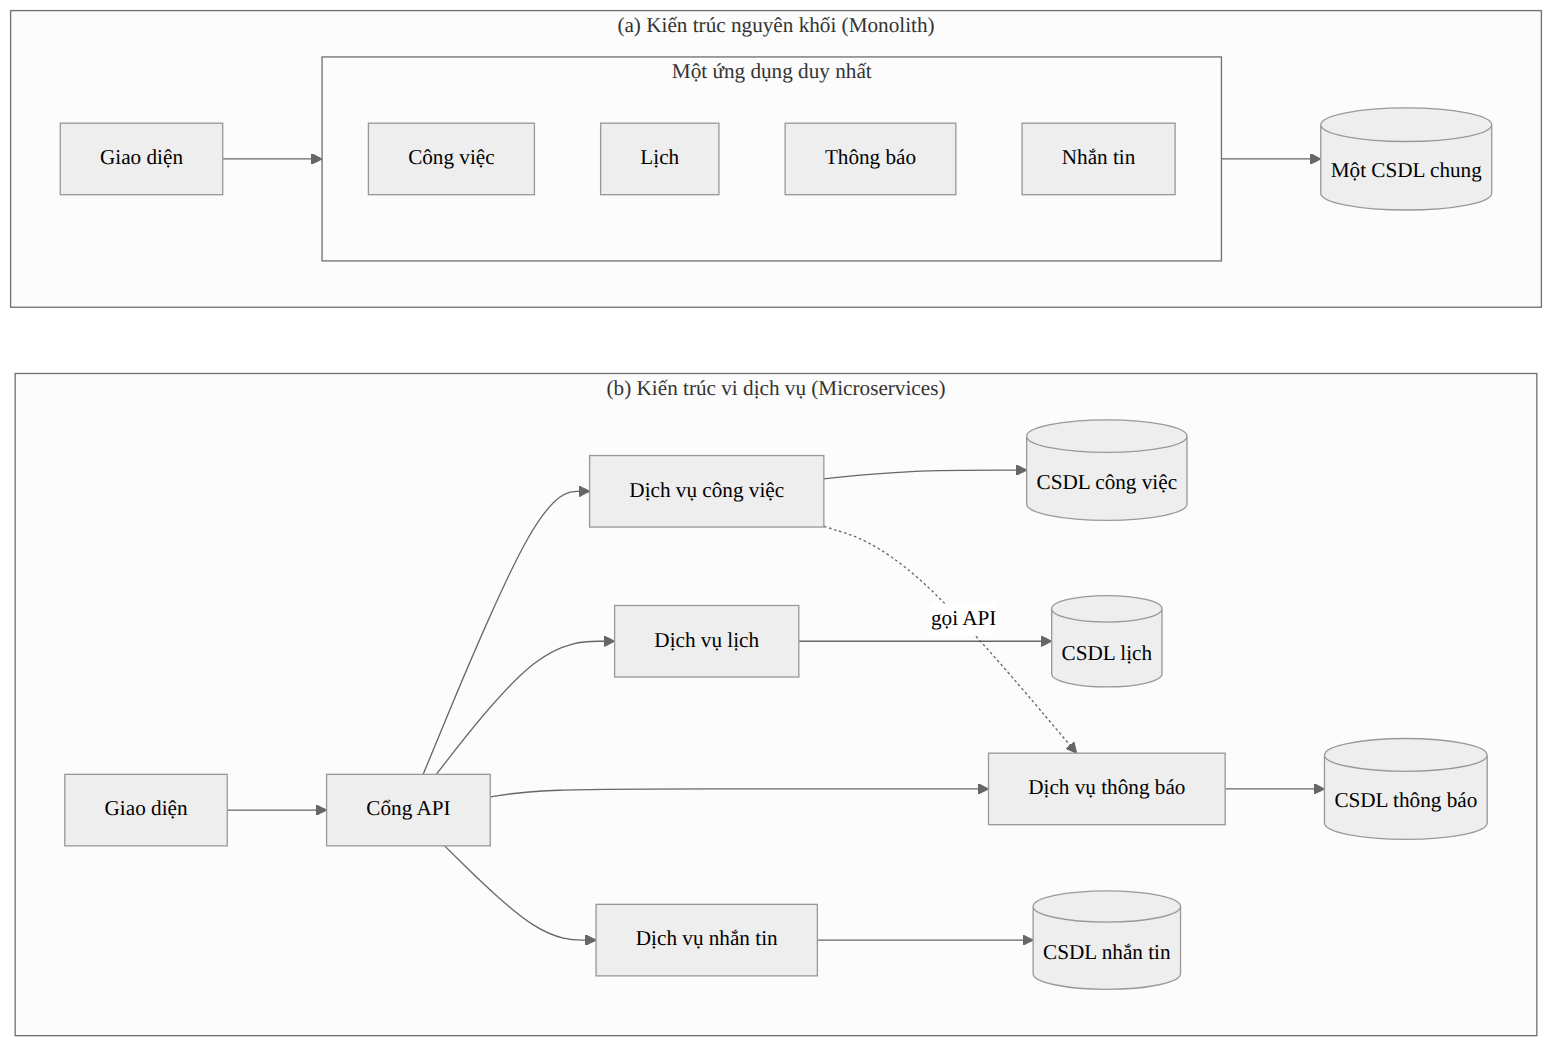 (a) Kiến trúc nguyên khối (Monolith)
Một ứng dụng duy nhất
Giao diện
Công việc
Lịch
Thông báo
Nhắn tin
Một CSDL chung
(b) Kiến trúc vi dịch vụ (Microservices)
Dịch vụ công việc
CSDL công việc
gọi API
Dịch vụ lịch
CSDL lịch
Giao diện
Cổng API
Dịch vụ thông báo
CSDL thông báo
Dịch vụ nhắn tin
CSDL nhắn tin